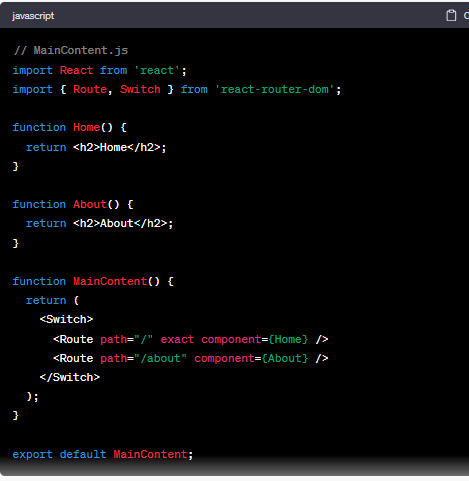 javascript
// MainContent.js
import React from 'react';
import { Route, Switch } from 'react-router-dom';
function Home() {
  return <h2>Home</h2>;
}
function About() {
  return <h2>About</h2>;
}
function MainContent() {
  return (
    <Switch>
      <Route path="/" exact component={Home} />
      <Route path="/about" component={About} />
    </Switch>
  );
}
export default MainContent;